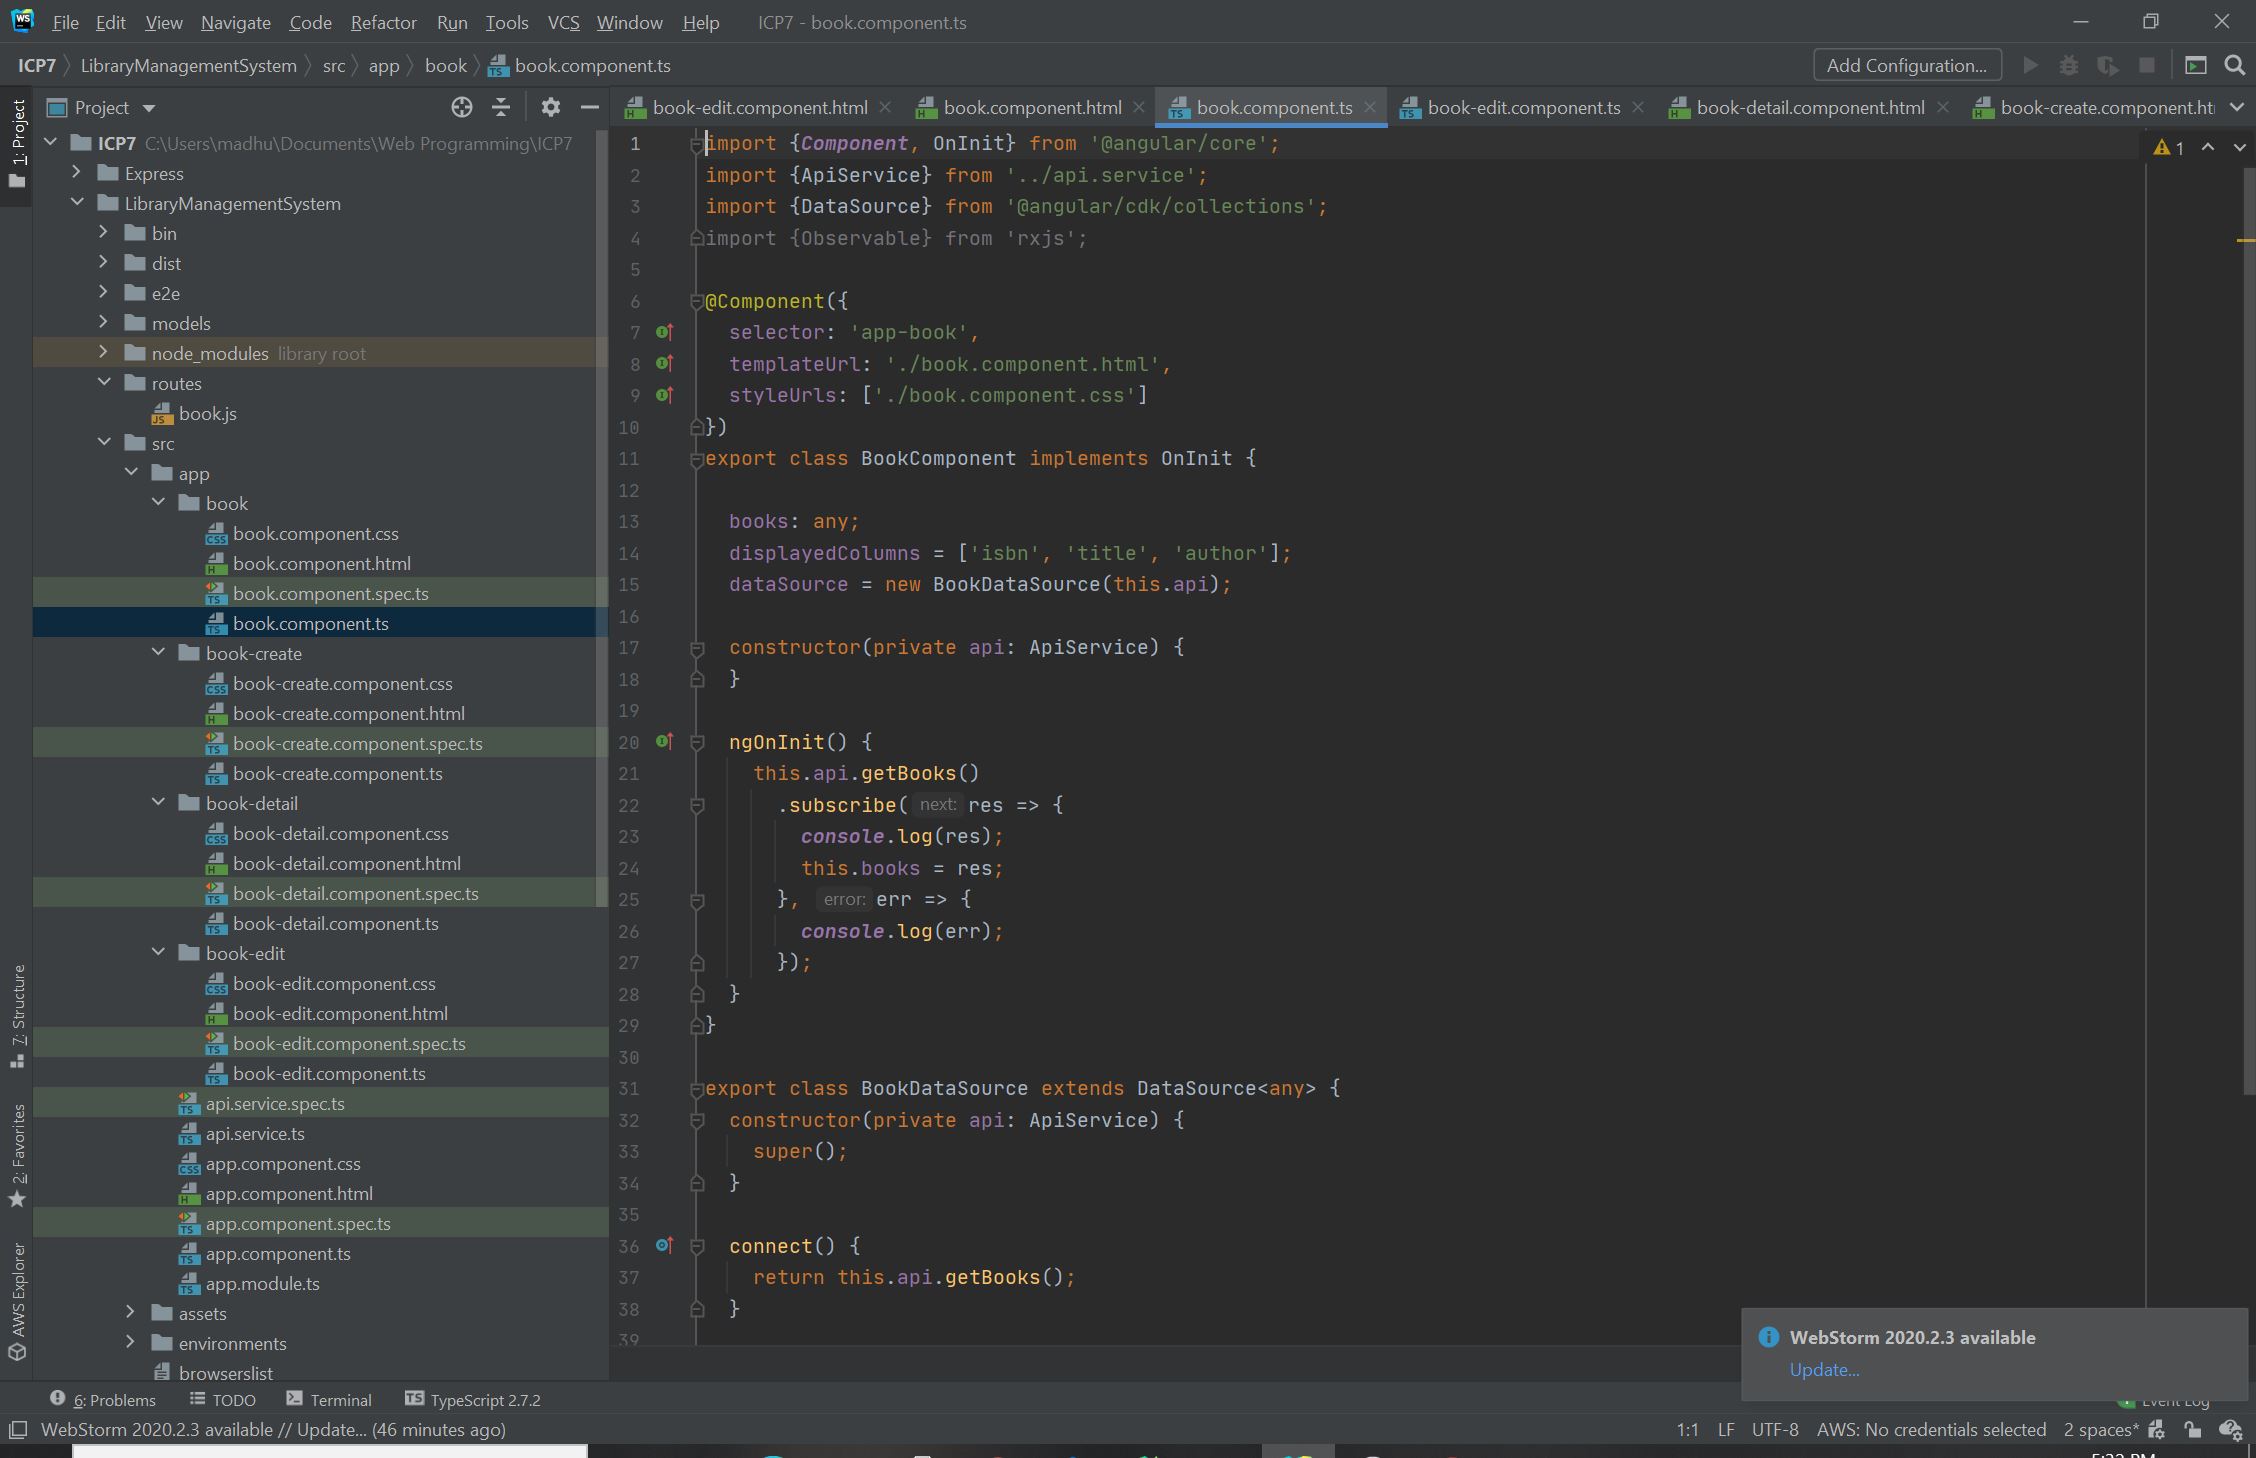 WS File Edit View Navigate Code Refactor Run Tools VCS Window Help ICP7 - book.component.ts
ICP7 LibraryManagementSystem src app book book.component.ts Add Configuration...
1: Project
7: Structure
2: Favorites
AWS Explorer
Project
ICP7 C:\Users\madhu\Documents\Web Programming\ICP7
Express
LibraryManagementSystem
bin
dist
e2e
models
node_modules library root
routes
book.js
src
app
book
book.component.css
book.component.html
book.component.spec.ts
book.component.ts
book-create
book-create.component.css
book-create.component.html
book-create.component.spec.ts
book-create.component.ts
book-detail
book-detail.component.css
book-detail.component.html
book-detail.component.spec.ts
book-detail.component.ts
book-edit
book-edit.component.css
book-edit.component.html
book-edit.component.spec.ts
book-edit.component.ts
api.service.spec.ts
api.service.ts
app.component.css
app.component.html
app.component.spec.ts
app.component.ts
app.module.ts
assets
environments
browserslist
book-edit.component.html book.component.html book.component.ts book-edit.component.ts book-detail.component.html book-create.component.ht
1 import {Component, OnInit} from '@angular/core'; 1
2 import {ApiService} from '../api.service';
3 import {DataSource} from '@angular/cdk/collections';
4 import {Observable} from 'rxjs';
5
6 @Component({
7 selector: 'app-book',
8 templateUrl: './book.component.html',
9 styleUrls: ['./book.component.css']
10 })
11 export class BookComponent implements OnInit {
12
13 books: any;
14 displayedColumns = ['isbn', 'title', 'author'];
15 dataSource = new BookDataSource(this.api);
16
17 constructor(private api: ApiService) {
18 }
19
20 ngOnInit() {
21 this.api.getBooks()
22 .subscribe( next: res => {
23 console.log(res);
24 this.books = res;
25 }, error: err => {
26 console.log(err);
27 });
28 }
29 }
30
31 export class BookDataSource extends DataSource<any> {
32 constructor(private api: ApiService) {
33 super();
34 }
35
36 connect() {
37 return this.api.getBooks();
38 }
39
WebStorm 2020.2.3 available
Update...
6: Problems TODO Terminal TypeScript 2.7.2 Event Log
WebStorm 2020.2.3 available // Update... (46 minutes ago) 1:1 LF UTF-8 AWS: No credentials selected 2 spaces*